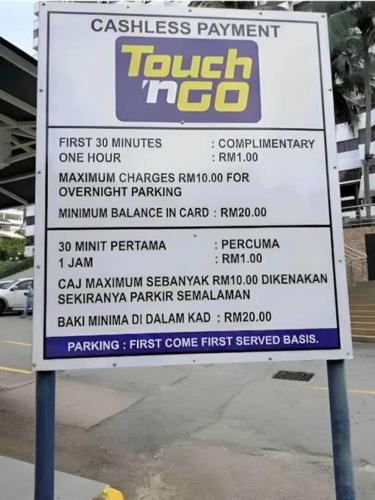 CASHLESS PAYMENT
Touch
'n GO
FIRST 30 MINUTES : COMPLIMENTARY
ONE HOUR : RM1.00
MAXIMUM CHARGES RM10.00 FOR
OVERNIGHT PARKING
MINIMUM BALANCE IN CARD : RM20.00
30 MINIT PERTAMA : PERCUMA
1 JAM : RM1.00
CAJ MAXIMUM SEBANYAK RM10.00 DIKENAKAN
SEKIRANYA PARKIR SEMALAMAN
BAKI MINIMA DI DALAM KAD : RM20.00
PARKING : FIRST COME FIRST SERVED BASIS.